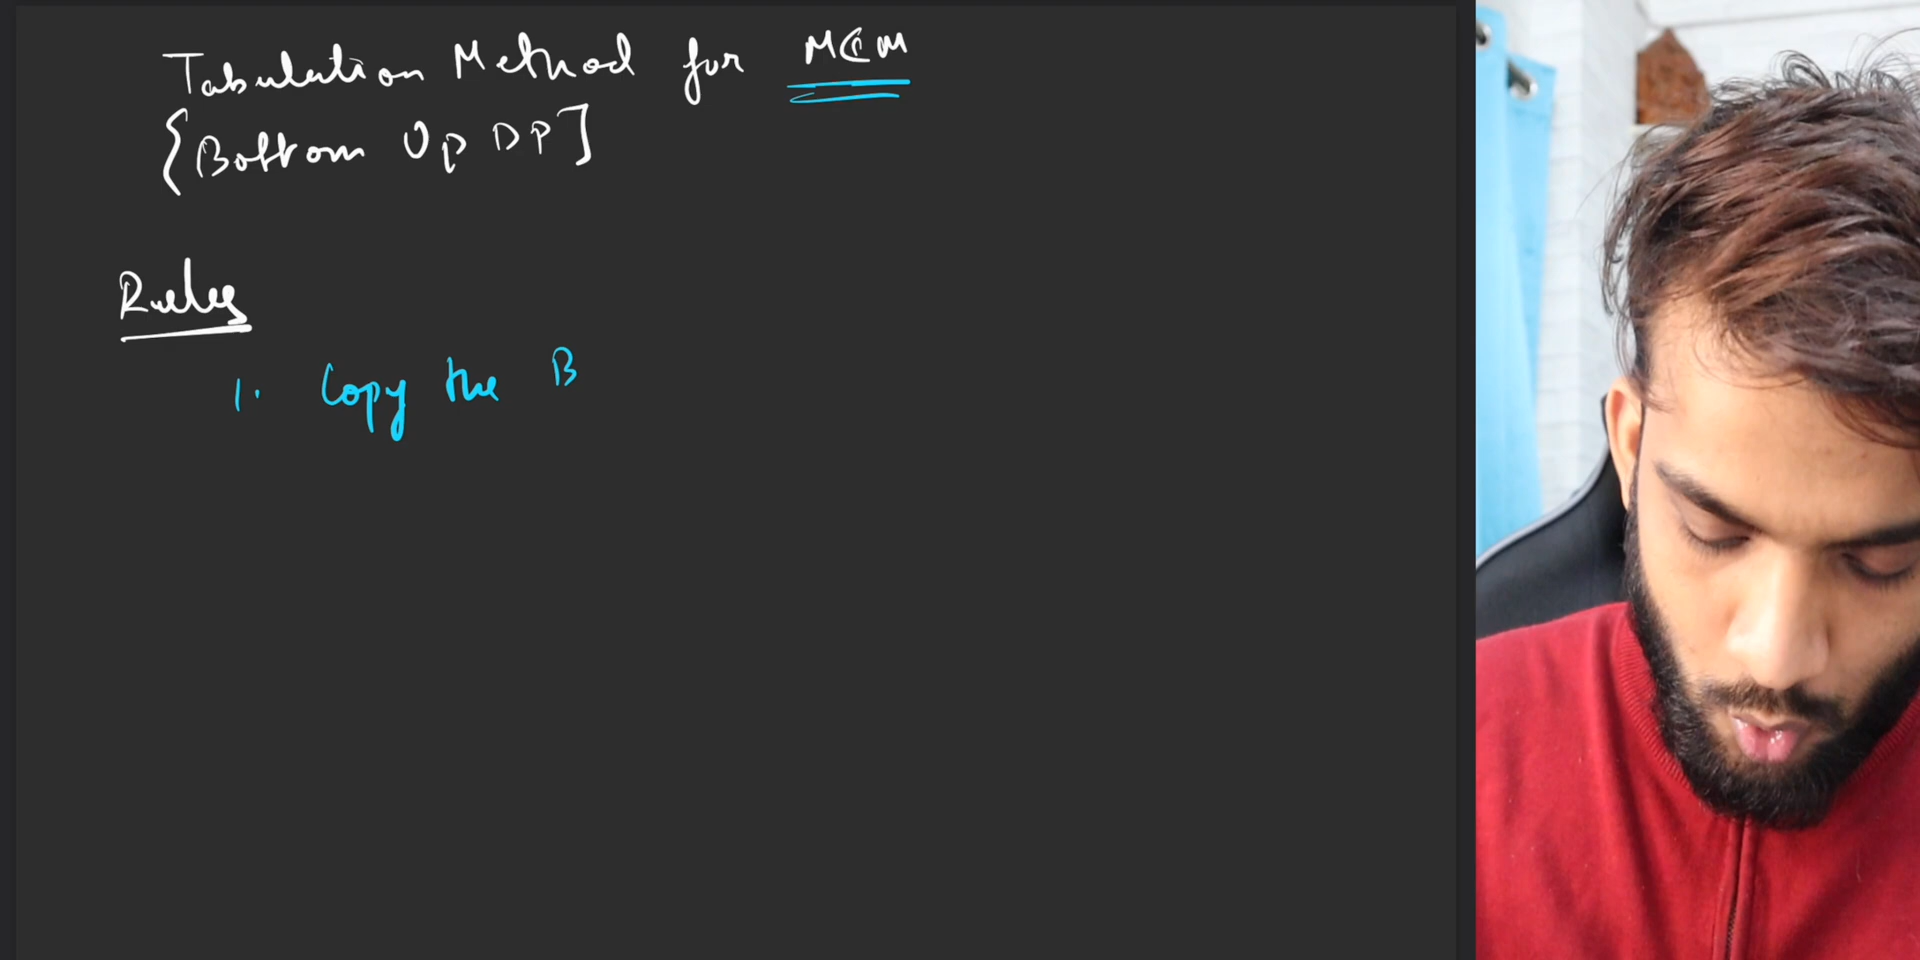 Tabulation Method for MCM
{Bottom Up DP]
Rules
1. Copy the B